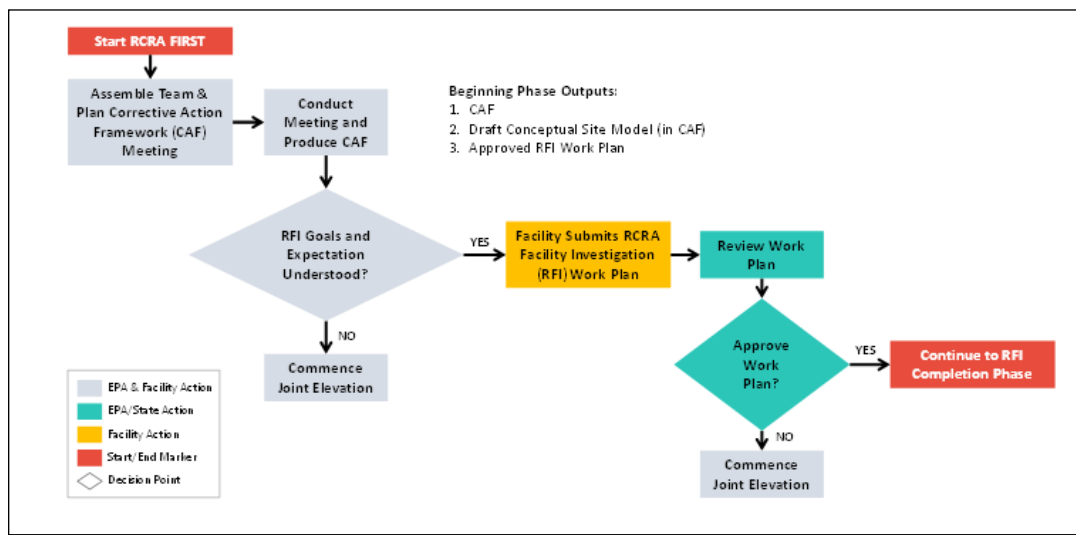 Start RCRA FIRST
Assemble Team &
Plan Corrective Action
Framework (CAF)
Meeting
Conduct
Meeting and
Produce CAF
Beginning Phase Outputs:
1. CAF
2. Draft Conceptual Site Model (in CAF)
3. Approved RFI Work Plan
RFI Goals and
Expectation
Understood?
YES
Facility Submits RCRA
Facility Investigation
(RFI) Work Plan
Review Work
Plan
NO
Commence
Joint Elevation
Approve
Work
Plan?
YES
Continue to RFI
Completion Phase
NO
Commence
Joint Elevation
EPA & Facility Action
EPA/State Action
Facility Action
Start/End Marker
Decision Point